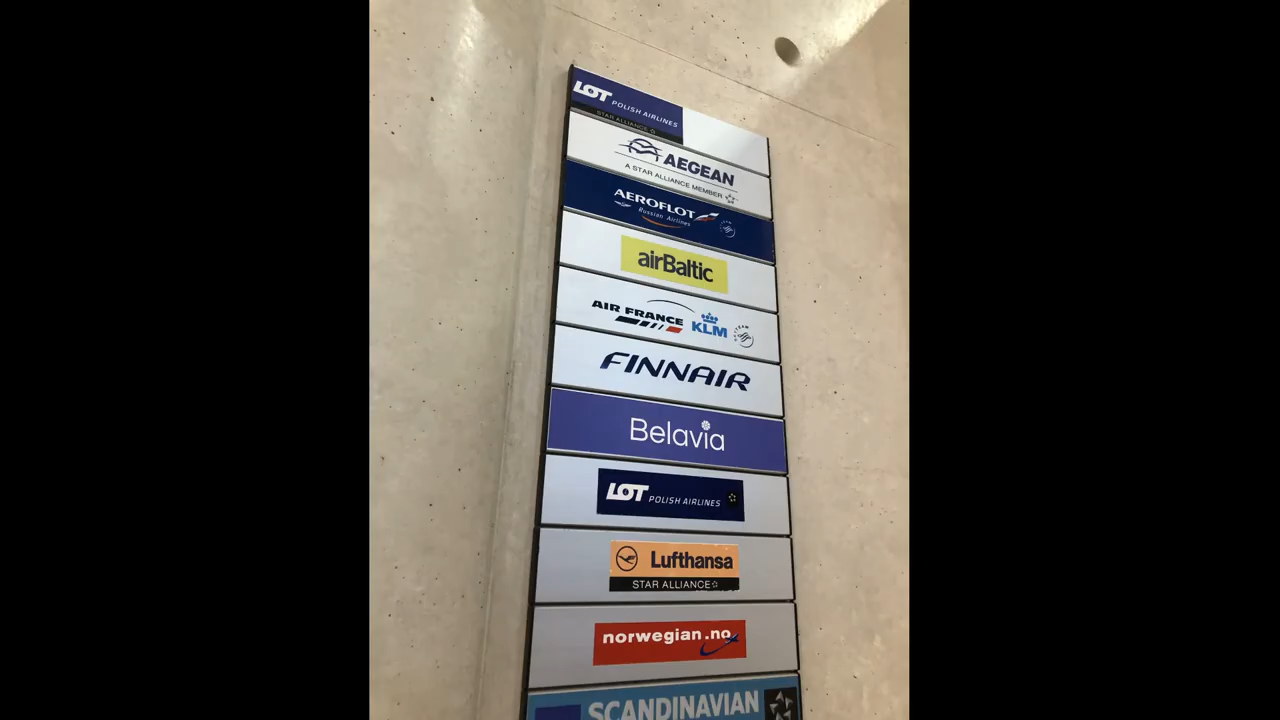 LOT POLISH AIRLINES
STAR ALLIANCE
AEGEAN
A STAR ALLIANCE MEMBER
AEROFLOT
Russian Airlines
airBaltic
AIR FRANCE KLM
FINNAIR
Belavia
LOT POLISH AIRLINES
Lufthansa
STAR ALLIANCE
norwegian.no
SCANDINAVIAN